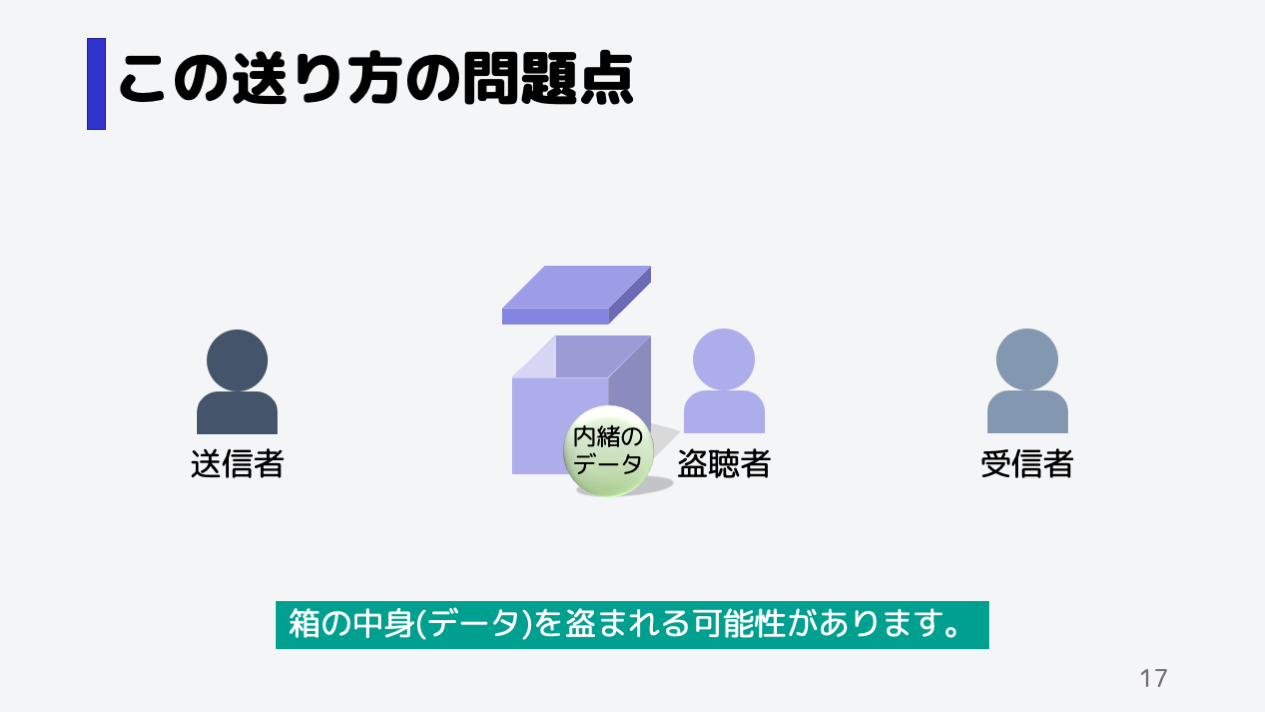 この送り方の問題点
内緒の
データ
送信者
盗聴者
受信者
箱の中身(データ)を盗まれる可能性があります。
17